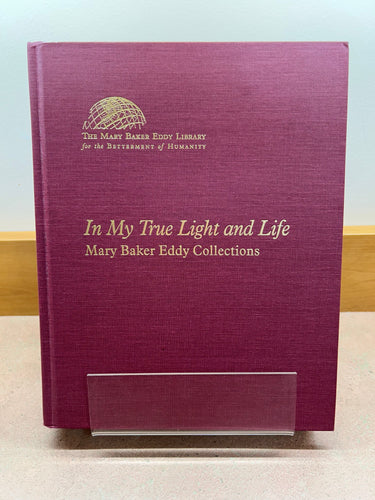 The Mary Baker Eddy Library
for the Betterment of Humanity
In My True Light and Life
Mary Baker Eddy Collections